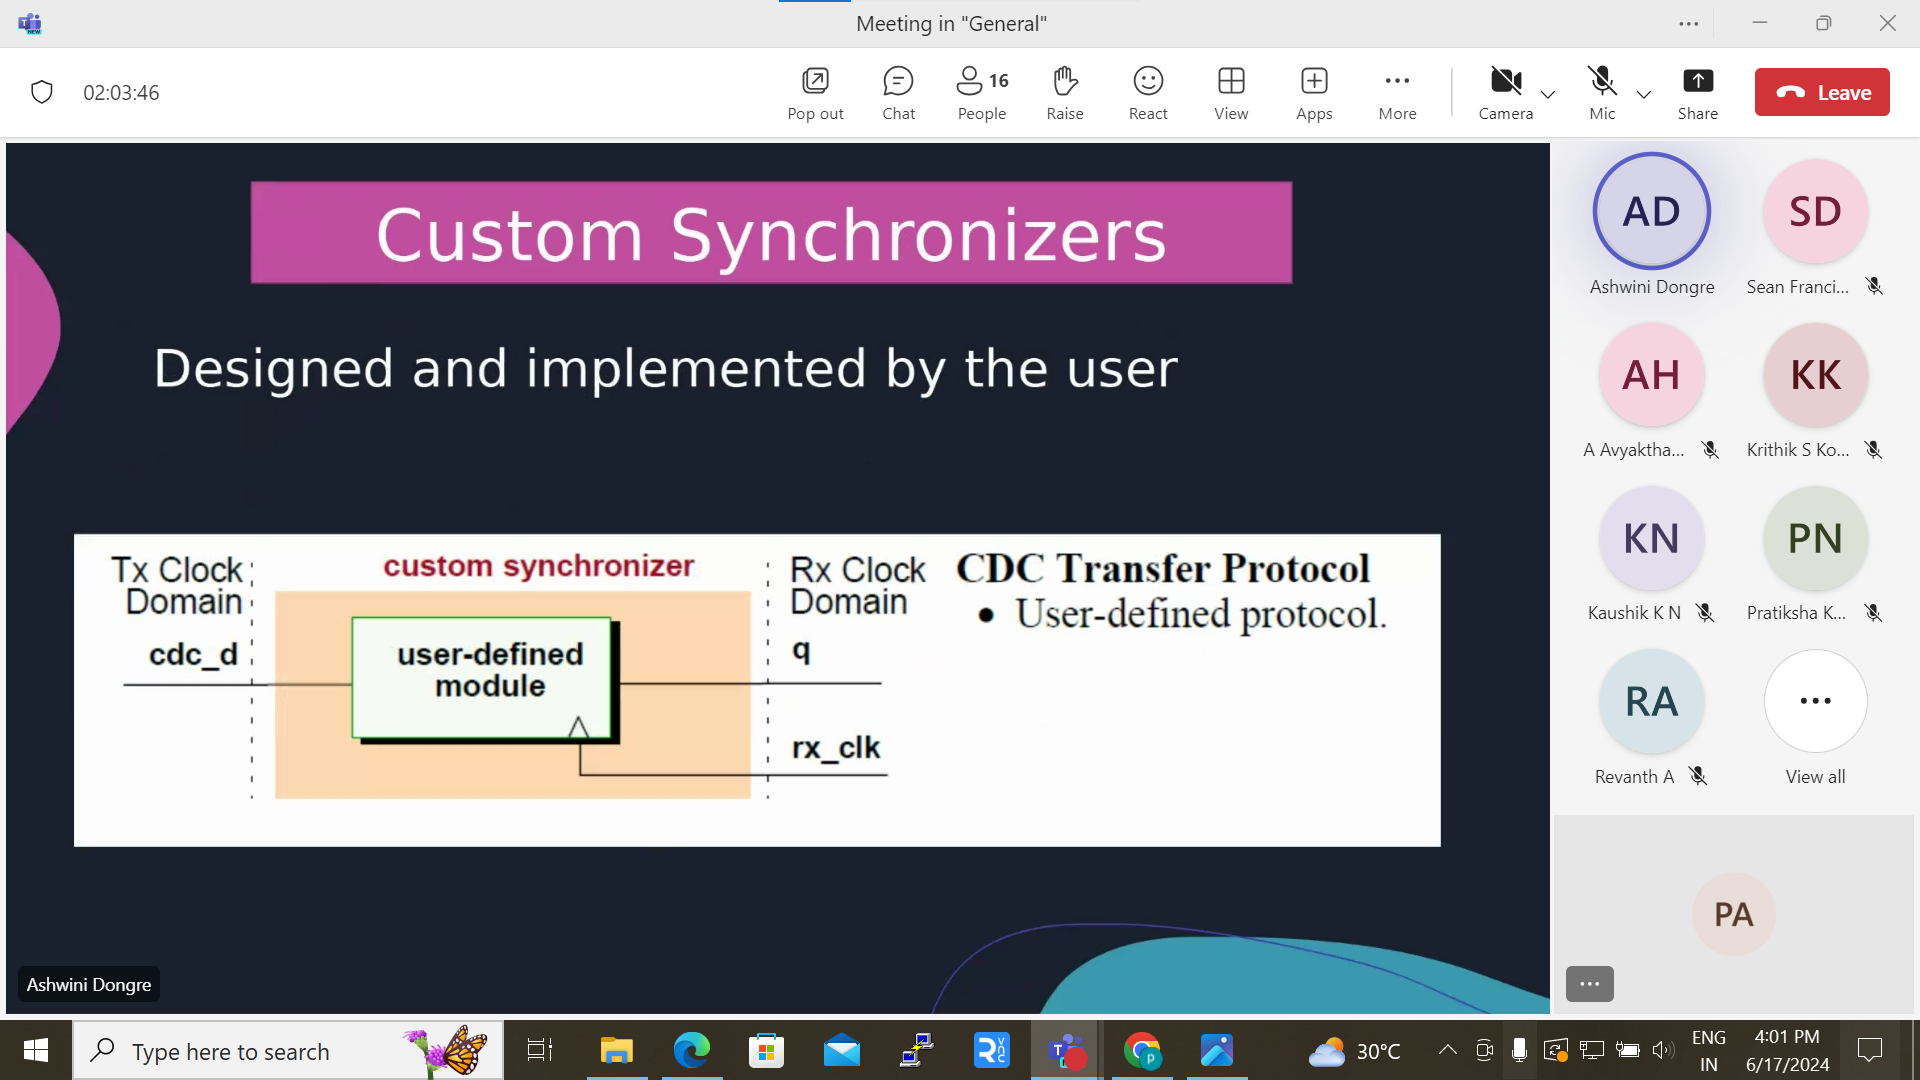 Meeting in "General"
02:03:46
Pop out
Chat
16
People
Raise
React
View
Apps
More
Camera
Mic
Share
Leave
Custom Synchronizers
Designed and implemented by the user
Tx Clock
Domain
custom synchronizer
Rx Clock
Domain
CDC Transfer Protocol
• User-defined protocol.
cdc_d
user-defined
module
q
rx_clk
Ashwini Dongre
AD
Ashwini Dongre
SD
Sean Franci...
AH
A Avyaktha...
KK
Krithik S Ko...
KN
Kaushik K N
PN
Pratiksha K...
RA
Revanth A
View all
PA
Type here to search
30°C
ENG
IN
4:01 PM
6/17/2024